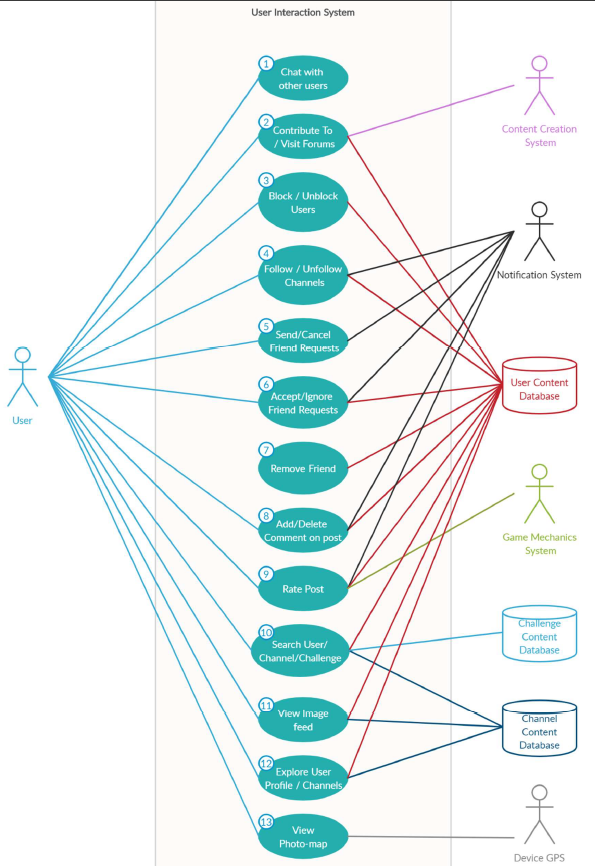 User Interaction System
1
Chat with
other users
2
Contribute To
/ Visit Forums
3
Block / Unblock
Users
4
Follow / Unfollow
Channels
5
Send/Cancel
Friend Requests
6
Accept/Ignore
Friend Requests
7
Remove Friend
8
Add/Delete
Comment on post
9
Rate Post
10
Search User/
Channel/Challenge
11
View Image
feed
12
Explore User
Profile / Channels
13
View
Photo-map
User
Content Creation
System
Notification System
User Content
Database
Game Mechanics
System
Challenge
Content
Database
Channel
Content
Database
Device GPS